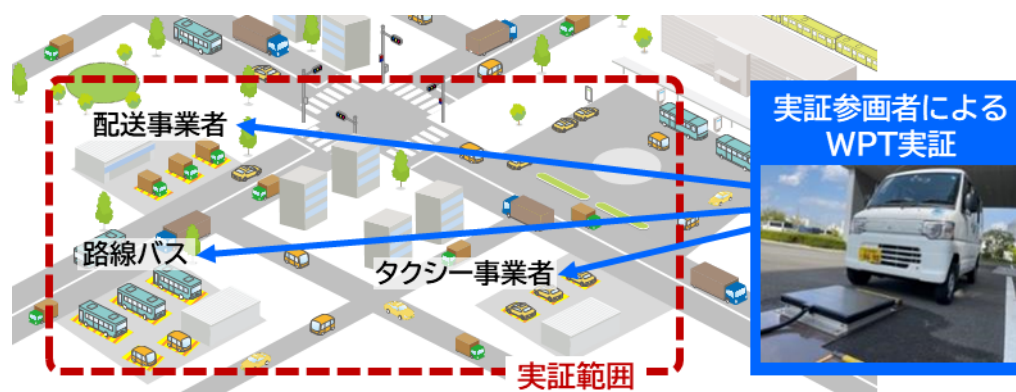 実証参画者による
WPT実証
配送事業者
路線バス
タクシー事業者
実証範囲